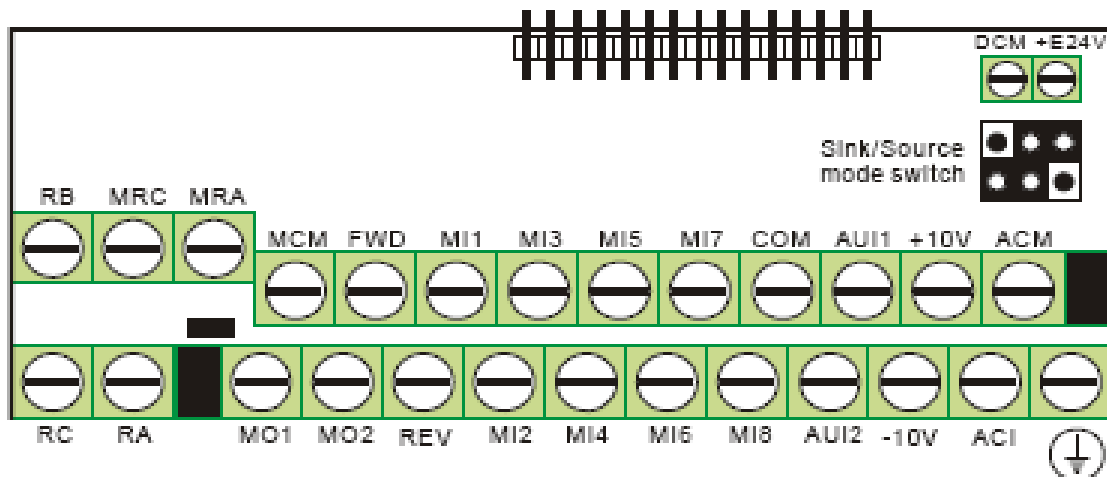 DCM +E24V
Sink/Source
mode switch
RB MRC MRA
MCM FWD MI1 MI3 MI5 MI7 COM AUI1 +10V ACM
RC RA MO1 MO2 REV MI2 MI4 MI6 MI8 AUI2 -10V ACI